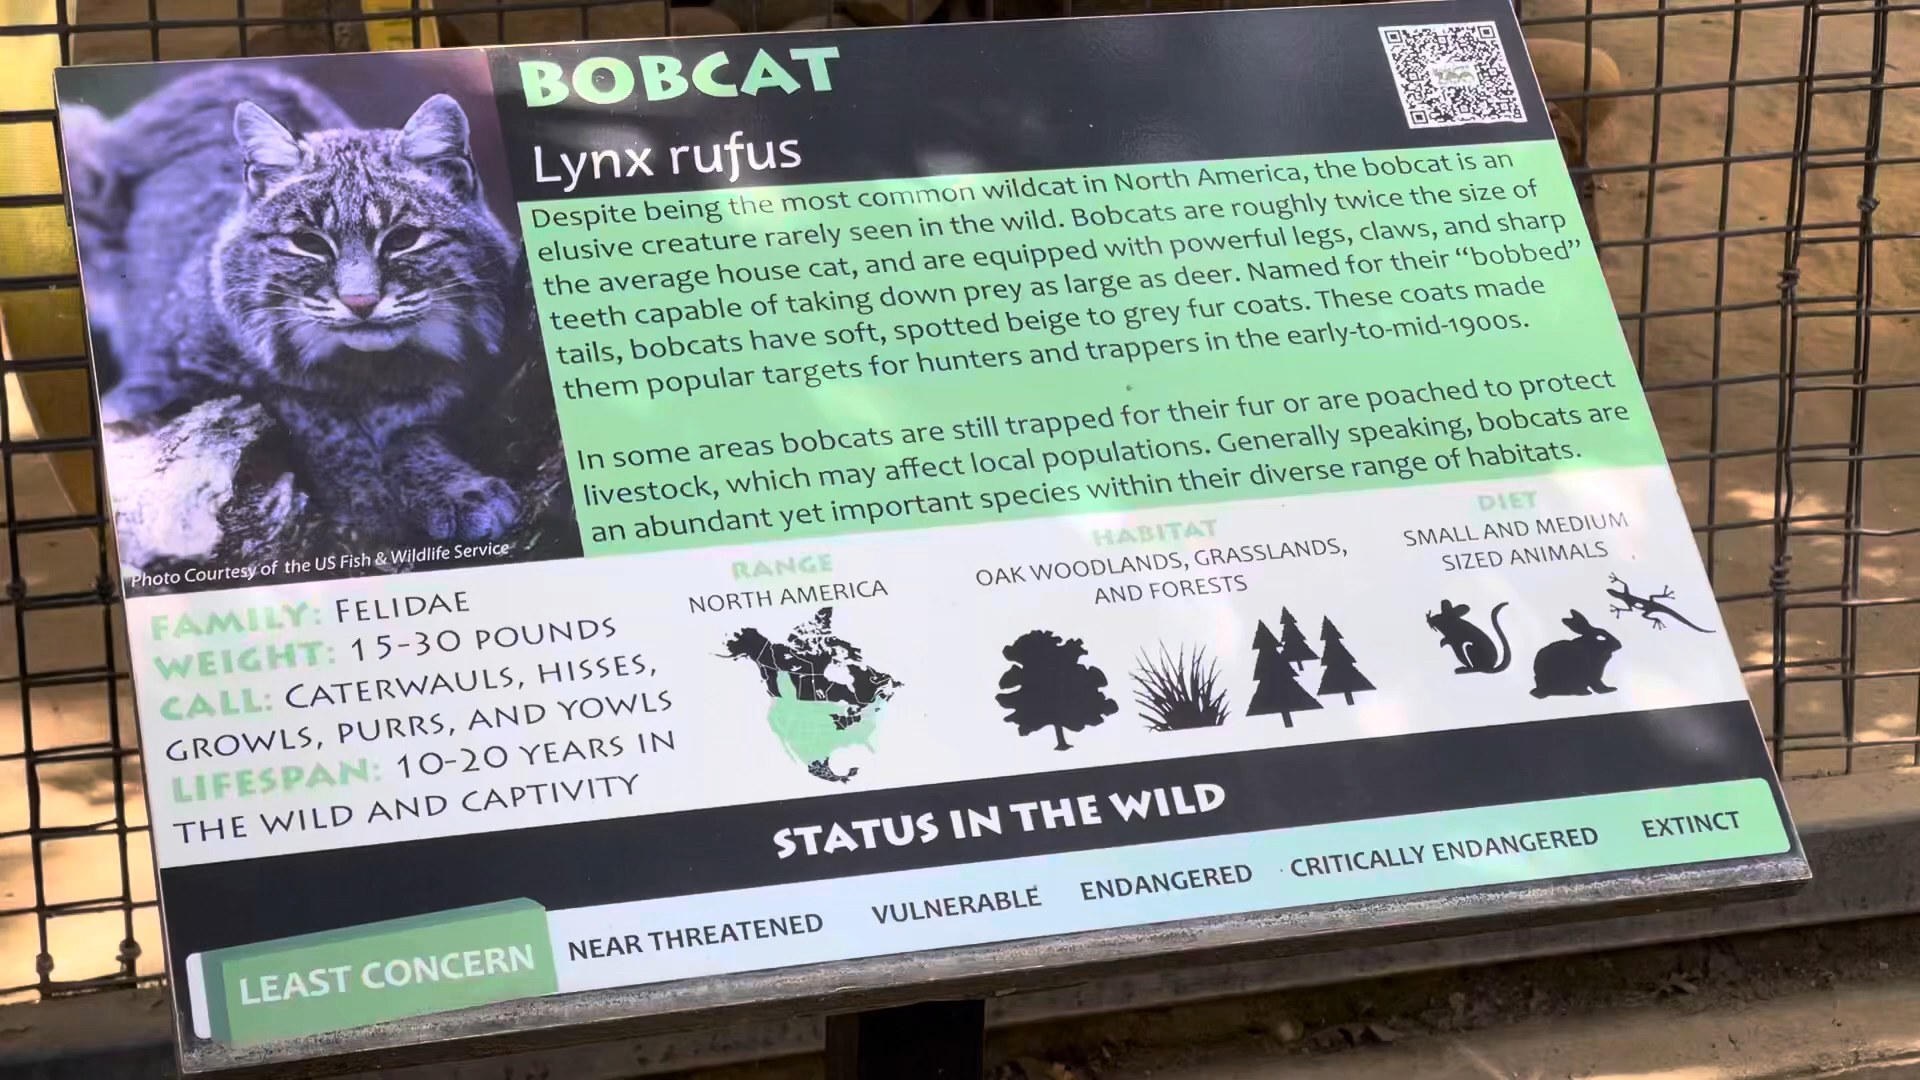 BOBCAT
Lynx rufus
Despite being the most common wildcat in North America, the bobcat is an
elusive creature rarely seen in the wild. Bobcats are roughly twice the size of
the average house cat, and are equipped with powerful legs, claws, and sharp
teeth capable of taking down prey as large as deer. Named for their “bobbed”
tails, bobcats have soft, spotted beige to grey fur coats. These coats made
them popular targets for hunters and trappers in the early-to-mid-1900s.
In some areas bobcats are still trapped for their fur or are poached to protect
livestock, which may affect local populations. Generally speaking, bobcats are
an abundant yet important species within their diverse range of habitats.
Photo Courtesy of the US Fish & Wildlife Service
FAMILY: FELIDAE
WEIGHT: 15-30 POUNDS
CALL: CATERWAULS, HISSES,
GROWLS, PURRS, AND YOWLS
LIFESPAN: 10-20 YEARS IN
THE WILD AND CAPTIVITY
RANGE
NORTH AMERICA
HABITAT
OAK WOODLANDS, GRASSLANDS,
AND FORESTS
DIET
SMALL AND MEDIUM
SIZED ANIMALS
STATUS IN THE WILD
LEAST CONCERN
NEAR THREATENED
VULNERABLE
ENDANGERED
CRITICALLY ENDANGERED
EXTINCT